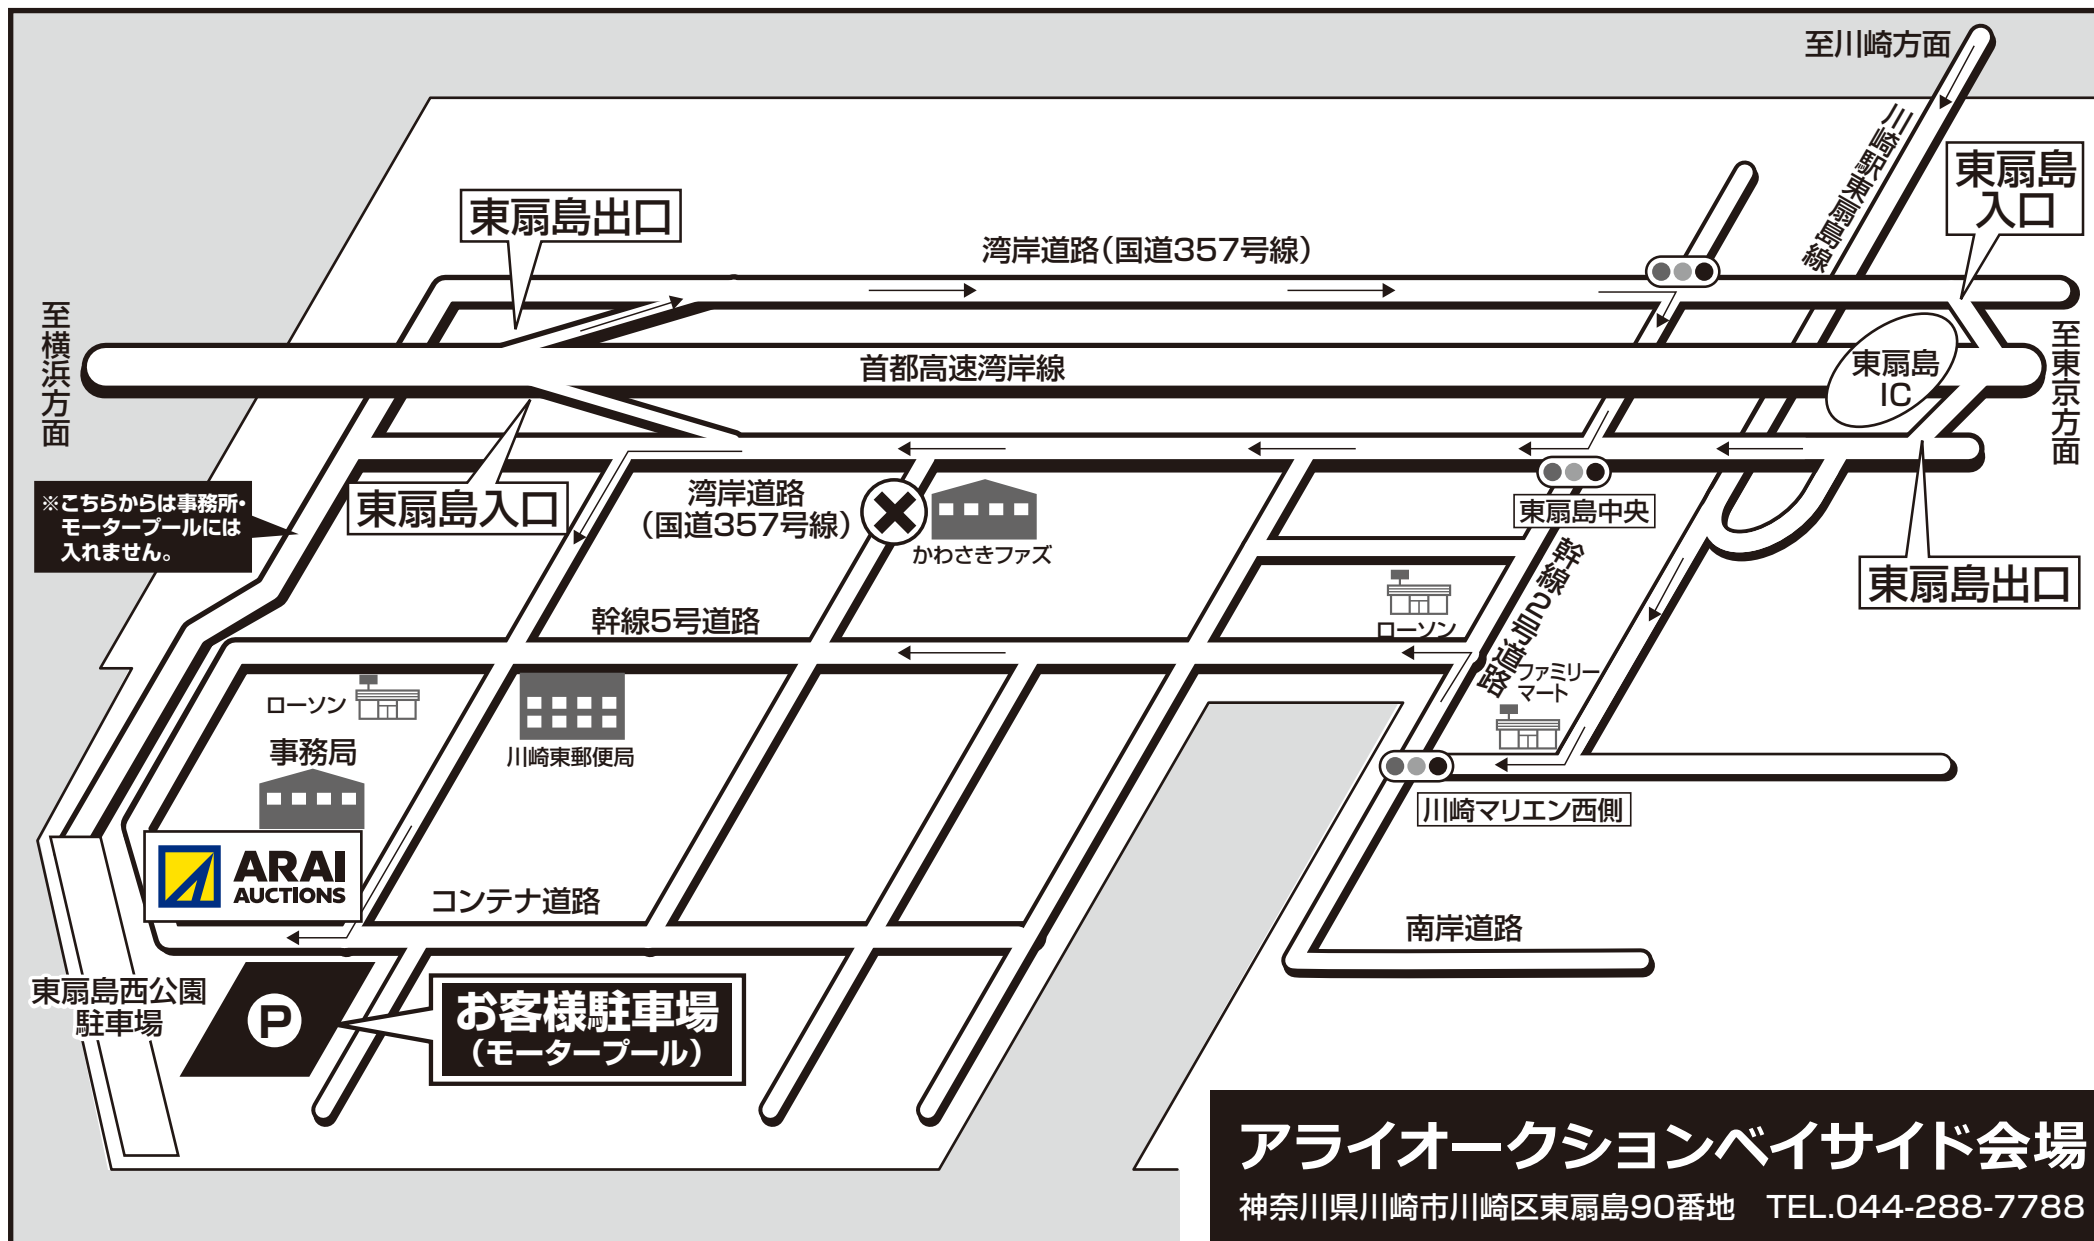 至川崎方面
川崎駅東扇島線
東扇島
入口
東扇島出口
湾岸道路(国道357号線)
至横浜方面
首都高速湾岸線
東扇島
IC
至東京方面
※こちらからは事務所・
モータープールには
入れません。
東扇島入口
湾岸道路
(国道357号線)
かわさきファズ
東扇島中央
東扇島出口
幹線2号道路
ローソン
幹線5号道路
ファミリー
マート
ローソン
川崎東郵便局
事務局
川崎マリエン西側
ARAI
AUCTIONS
コンテナ道路
南岸道路
東扇島西公園
駐車場
P
お客様駐車場
(モータープール)
アライオークションベイサイド会場
神奈川県川崎市川崎区東扇島90番地 TEL.044-288-7788